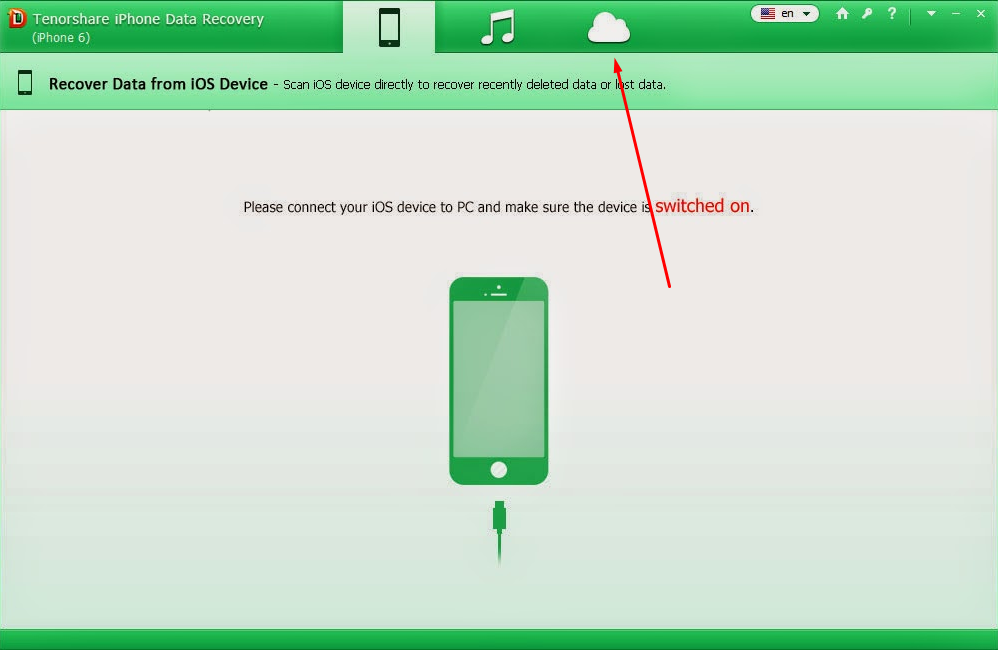 Tenorshare iPhone Data Recovery
(iPhone 6)
en
?
Recover Data from iOS Device - Scan iOS device directly to recover recently deleted data or lost data.
Please connect your iOS device to PC and make sure the device is switched on.